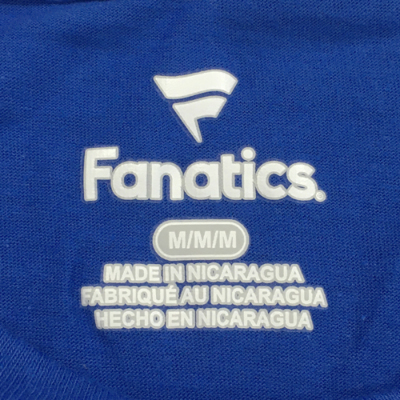 Fanatics.
M/M/M
MADE IN NICARAGUA
FABRIQUÉ AU NICARAGUA
HECHO EN NICARAGUA